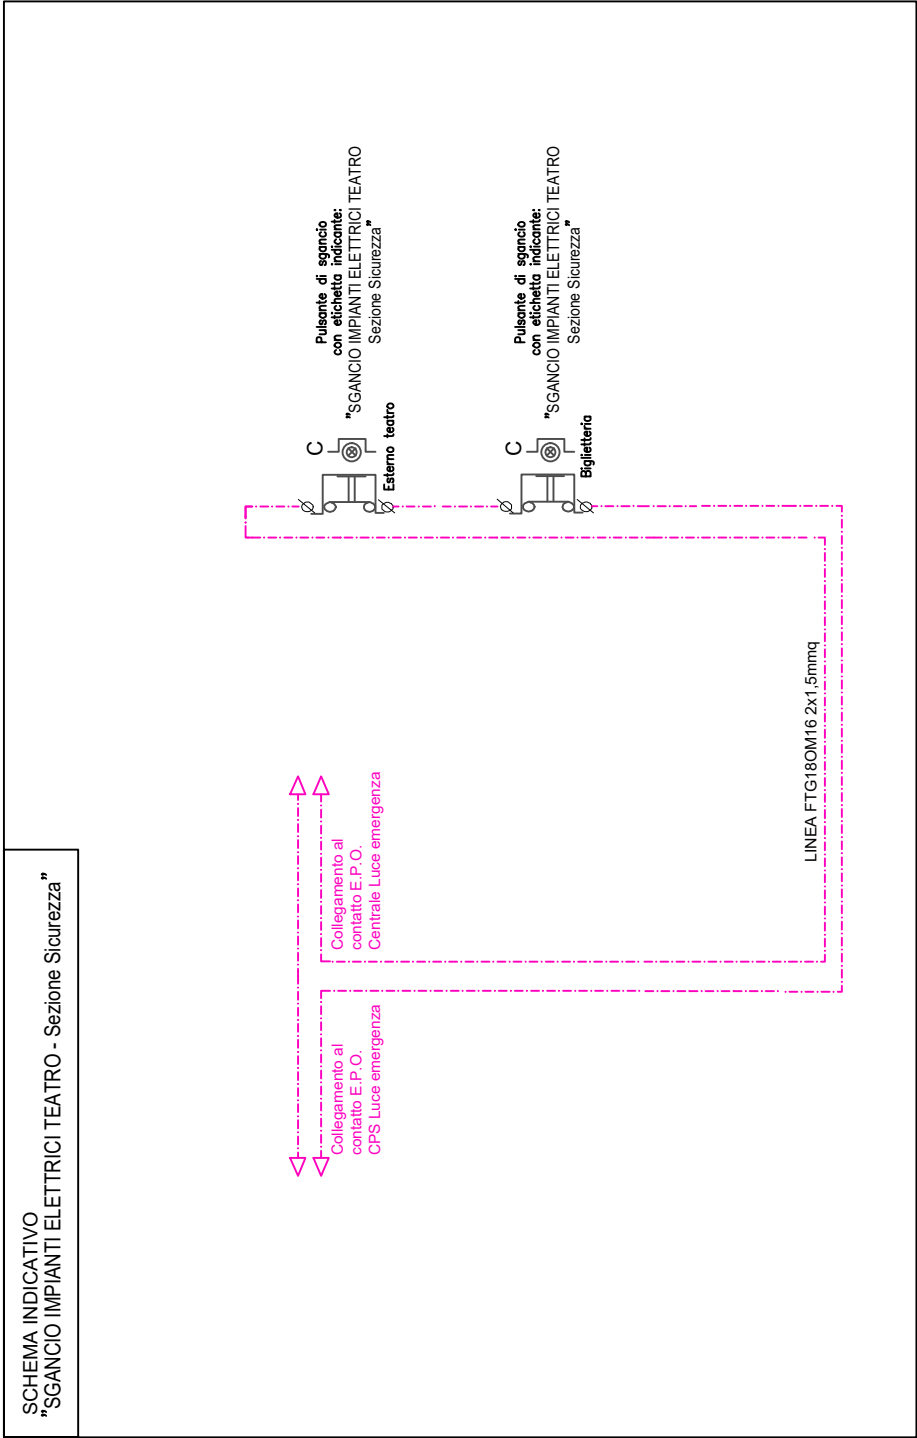 SCHEMA INDICATIVO
"SGANCIO IMPIANTI ELETTRICI TEATRO - Sezione Sicurezza"
Collegamento al
contatto E.P.O.
CPS Luce emergenza
Collegamento al
contatto E.P.O.
Centrale Luce emergenza
C
Esterno teatro
Pulsante di sgancio
con etichetta indicante:
"SGANCIO IMPIANTI ELETTRICI TEATRO
Sezione Sicurezza"
C
Biglietteria
Pulsante di sgancio
con etichetta indicante:
"SGANCIO IMPIANTI ELETTRICI TEATRO
Sezione Sicurezza"
LINEA FTG18OM16 2x1,5mmq